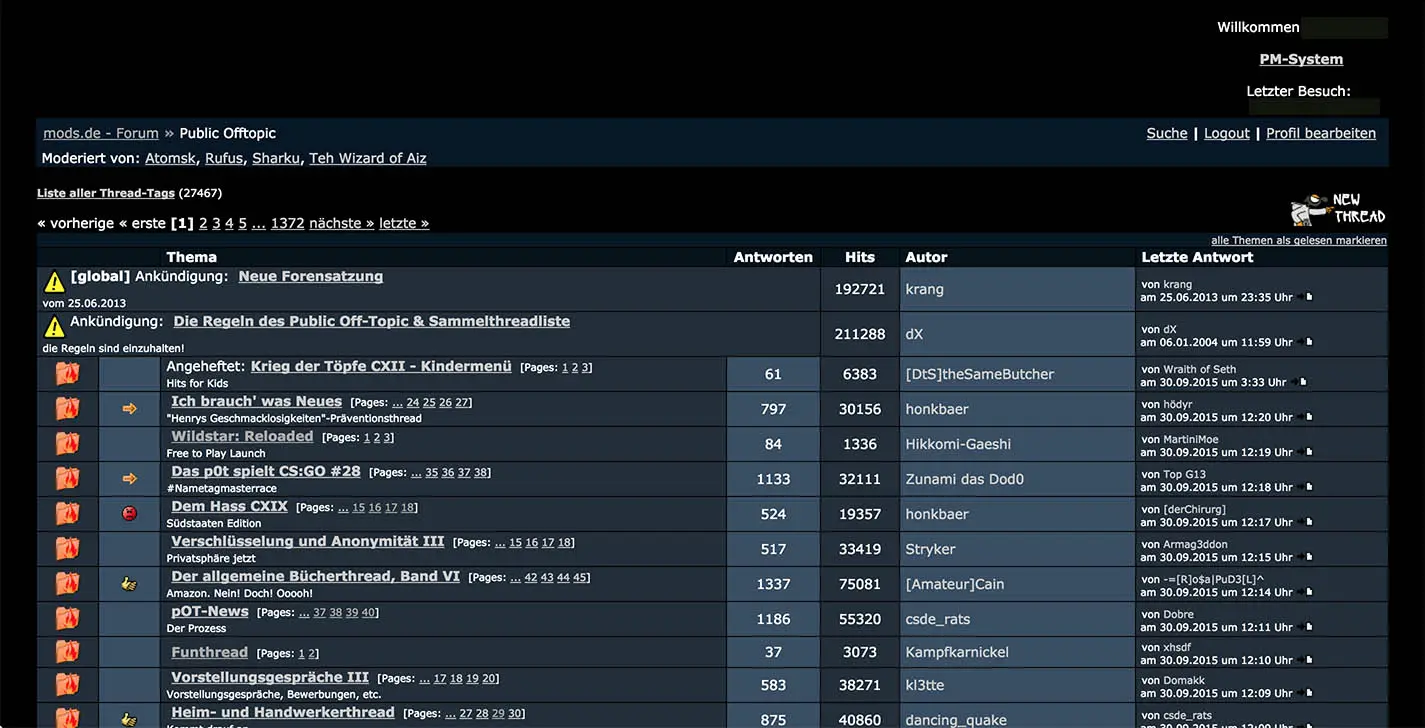 Willkommen
PM-System
Letzter Besuch:
mods.de - Forum » Public Offtopic
Suche | Logout | Profil bearbeiten
Moderiert von: Atomsk, Rufus, Sharku, Teh Wizard of Aiz
Liste aller Thread-Tags (27467)
NEW
THREAD
« vorherige « erste [1] 2 3 4 5 ... 1372 nächste » letzte »
alle Themen als gelesen markieren
Thema Antworten Hits Autor Letzte Antwort
[global] Ankündigung: Neue Forensatzung
vom 25.06.2013
192721 krang
von krang
am 25.06.2013 um 23:35 Uhr
Ankündigung: Die Regeln des Public Off-Topic & Sammelthreadliste
die Regeln sind einzuhalten!
211288 dX
von dX
am 06.01.2004 um 11:59 Uhr
Angeheftet: Krieg der Töpfe CXII - Kindermenü [Pages: 1 2 3]
Hits for Kids
61 6383 [DtS]theSameButcher
von Wraith of Seth
am 30.09.2015 um 3:33 Uhr
Ich brauch' was Neues [Pages: ... 24 25 26 27]
"Henrys Geschmacklosigkeiten"-Präventionsthread
797 30156 honkbaer
von hödyr
am 30.09.2015 um 12:20 Uhr
Wildstar: Reloaded [Pages: 1 2 3]
Free to Play Launch
84 1336 Hikkomi-Gaeshi
von MartiniMoe
am 30.09.2015 um 12:19 Uhr
Das p0t spielt CS:GO #28 [Pages: ... 35 36 37 38]
#Nametagmasterrace
1133 32111 Zunami das Dod0
von Top G13
am 30.09.2015 um 12:18 Uhr
Dem Hass CXIX [Pages: ... 15 16 17 18]
Südstaaten Edition
524 19357 honkbaer
von [derChirurg]
am 30.09.2015 um 12:17 Uhr
Verschlüsselung und Anonymität III [Pages: ... 15 16 17 18]
Privatsphäre jetzt
517 33419 Stryker
von Armag3ddon
am 30.09.2015 um 12:15 Uhr
Der allgemeine Bücherthread, Band VI [Pages: ... 42 43 44 45]
Amazon. Nein! Doch! Ooooh!
1337 75081 [Amateur]Cain
von -=[R]o$a|PuD3[L]^
am 30.09.2015 um 12:14 Uhr
pOT-News [Pages: ... 37 38 39 40]
Der Prozess
1186 55320 csde_rats
von Dobre
am 30.09.2015 um 12:11 Uhr
Funthread [Pages: 1 2]
37 3073 Kampfkarnickel
von xhsdf
am 30.09.2015 um 12:10 Uhr
Vorstellungsgespräche III [Pages: ... 17 18 19 20]
Vorstellungsgespräche, Bewerbungen, etc.
583 38271 kl3tte
von Domakk
am 30.09.2015 um 12:09 Uhr
Heim- und Handwerkerthread [Pages: ... 27 28 29 30]
875 40860 dancing_quake
von csde_rats